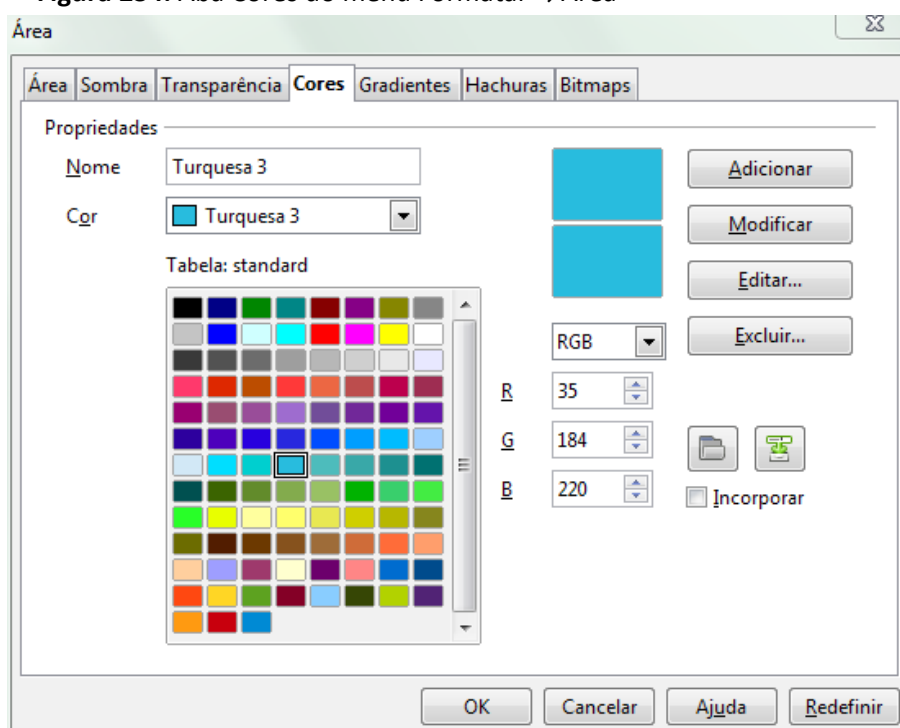 Área
Área Sombra Transparência Cores Gradientes Hachuras Bitmaps
Propriedades
Nome Turquesa 3 Adicionar
Cor Turquesa 3 Modificar
Tabela: standard Editar...
RGB Excluir...
R 35
G 184
B 220 Incorporar
OK Cancelar Ajuda Redefinir